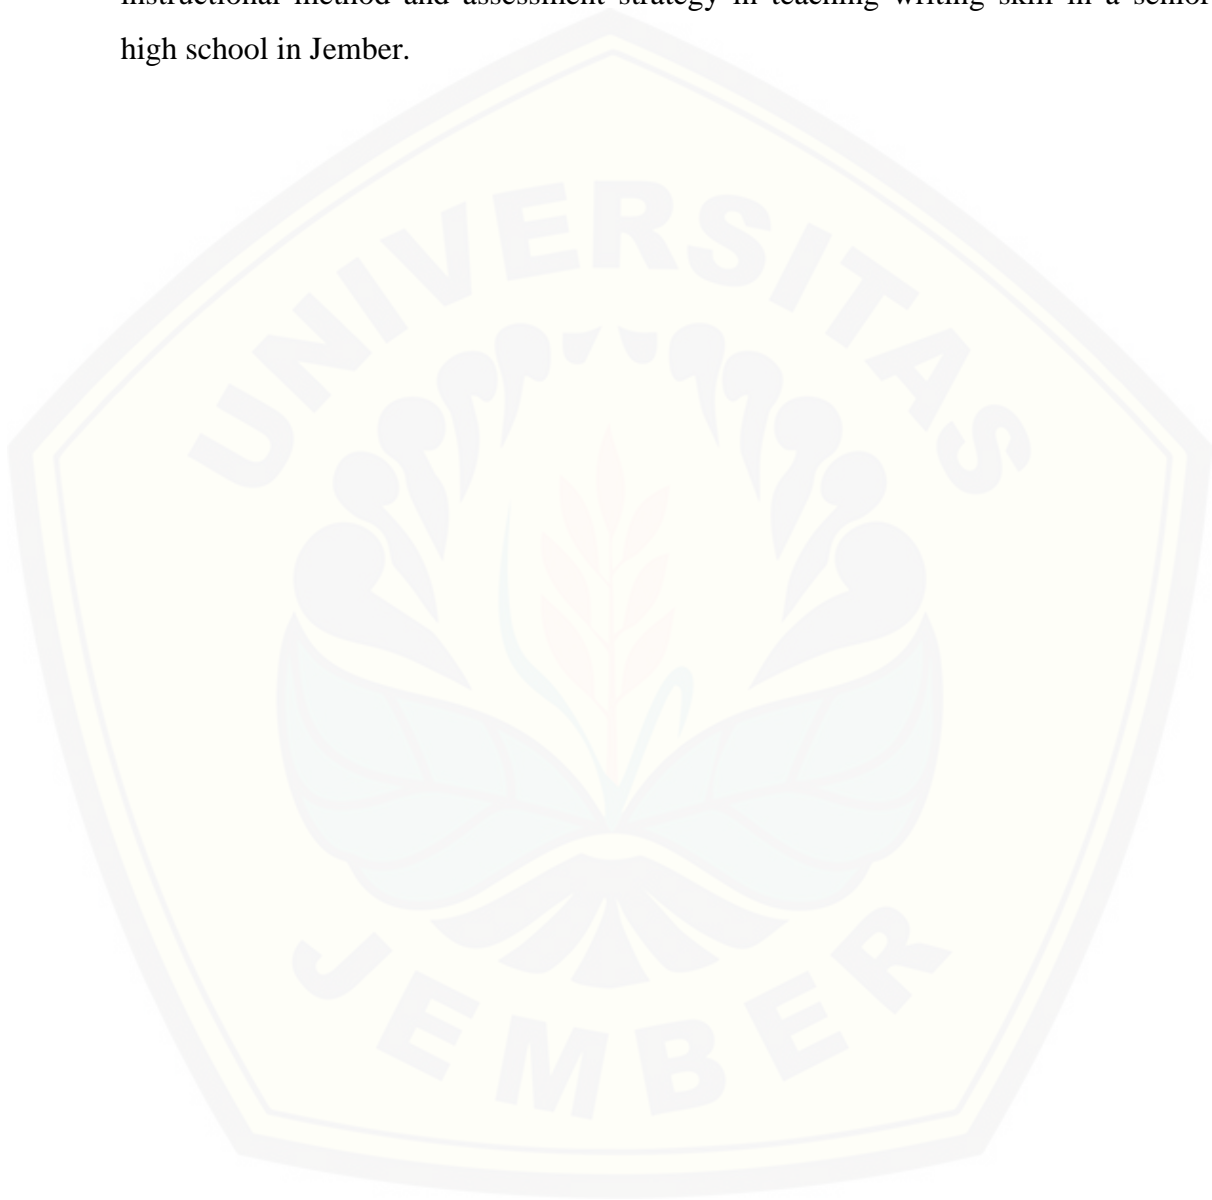 instructional method and assessment strategy in teaching writing skill in a senior
high school in Jember.
UNIVERSITAS
JEMBER